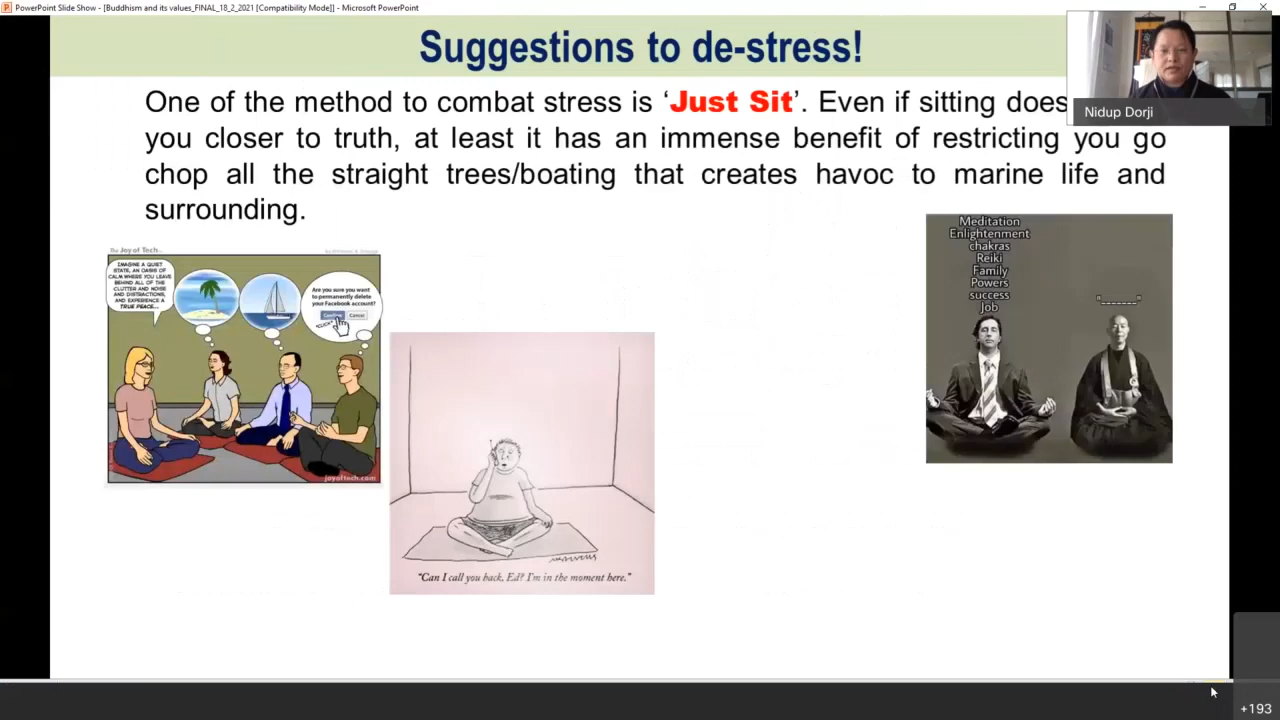 PowerPoint Slide Show - [Buddhism and its values_FINAL_18_2_2021 [Compatibility Mode]] - Microsoft PowerPoint
Suggestions to de-stress!
Nidup Dorji
One of the method to combat stress is ‘Just Sit’. Even if sitting does
you closer to truth, at least it has an immense benefit of restricting you go
chop all the straight trees/boating that creates havoc to marine life and
surrounding.
The Joy of Tech..
IMAGINE A QUIET
STATE, AN OASIS OF
CALM WHERE YOU LEAVE
BEHIND ALL OF THE
CLUTTER AND NOISE
AND DISTRACTIONS,
AND EXPERIENCE A
TRUE PEACE...
Are you sure you want
to permanently delete
your Facebook account?
Confirm Cancel
*CLICK*
joyoftech.com
"Can I call you back, Ed? I'm in the moment here."
Meditation
Enlightenment
chakras
Reiki
Family
Powers
success
Job
"_______"
+193